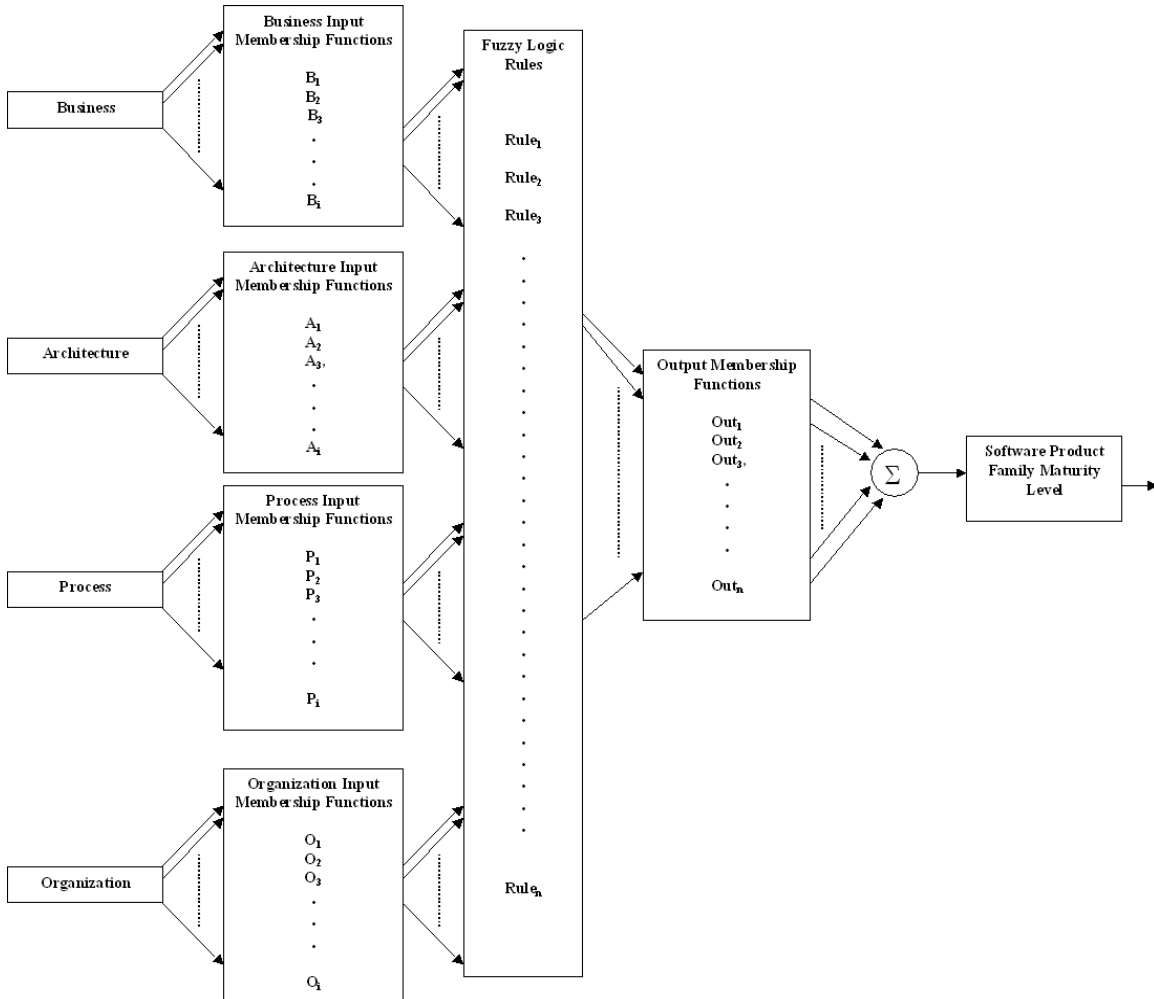 Business
Business Input
Membership Functions
B₁
B₂
B₃
.
.
.
Bᵢ
Architecture
Architecture Input
Membership Functions
A₁
A₂
A₃,
.
.
.
Aᵢ
Process
Process Input
Membership Functions
P₁
P₂
P₃
.
.
.
Pᵢ
Organization
Organization Input
Membership Functions
O₁
O₂
O₃
.
.
.
Oᵢ
Fuzzy Logic
Rules
Rule₁
Rule₂
Rule₃
Ruleₙ
Output Membership
Functions
Out₁
Out₂
Out₃,
.
.
.
.
Outₙ
Σ
Software Product
Family Maturity
Level